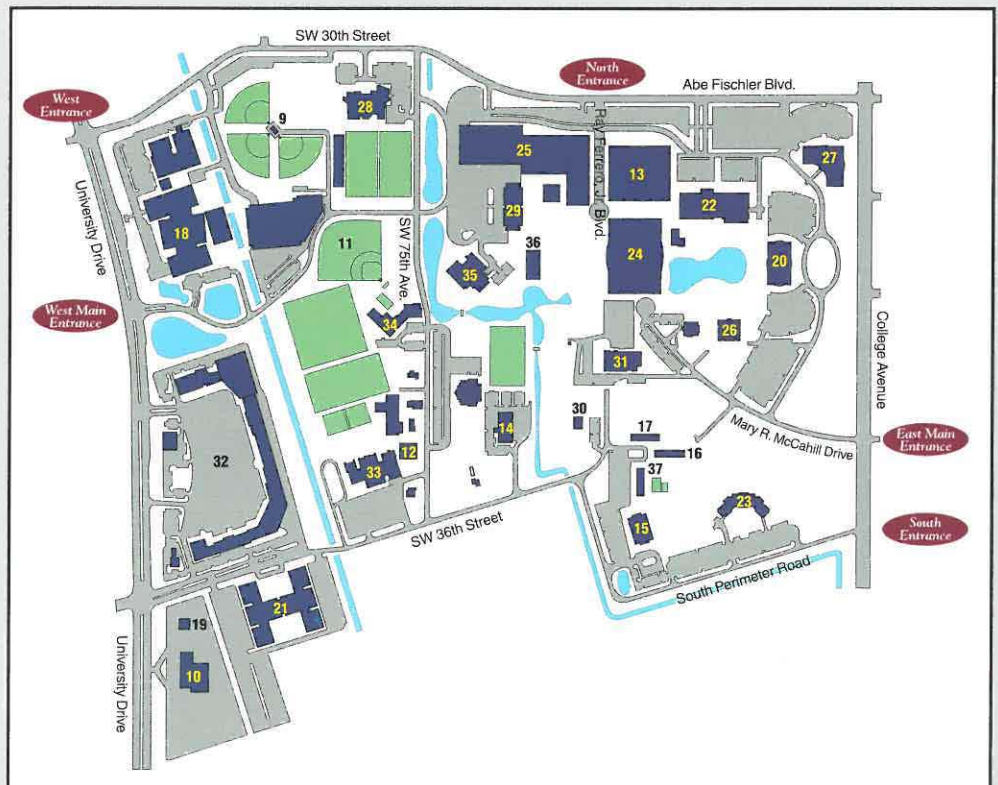 SW 30th Street
North
Entrance
Abe Fischler Blvd.
West
Entrance
28
9
Ray Ferrero, Jr. Blvd.
25
13
27
22
29
University Drive
18
SW 75th Ave.
11
36
24
20
35
West Main
Entrance
34
26
31
College Avenue
14
30
17
Mary R. McCahill Drive
East Main
Entrance
12
16
32
33
37
23
South
Entrance
15
SW 36th Street
South Perimeter Road
21
19
10
University Drive